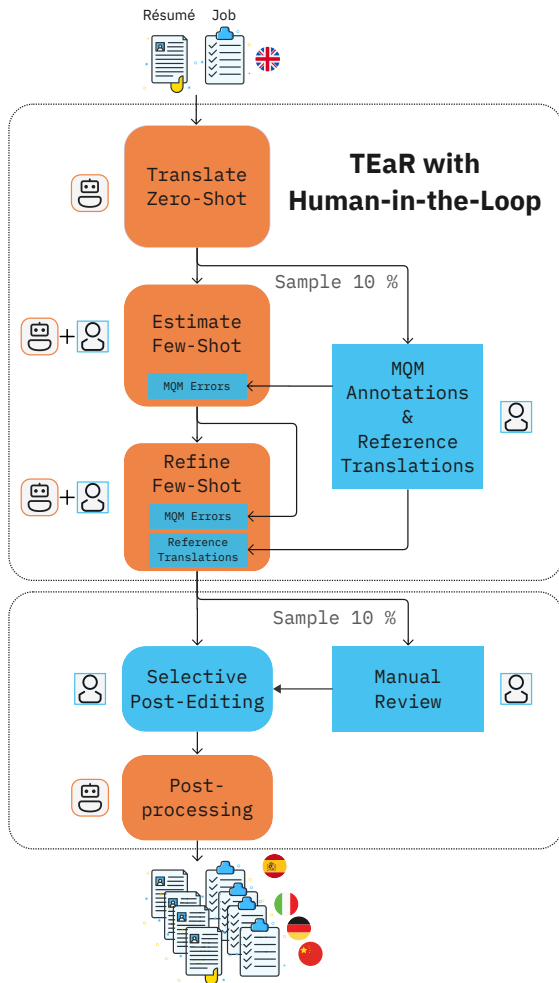 Résumé Job
Translate
Zero-Shot
TEaR with
Human-in-the-Loop
Sample 10 %
Estimate
Few-Shot
MQM Errors
MQM
Annotations
&
Reference
Translations
Refine
Few-Shot
MQM Errors
Reference
Translations
Sample 10 %
Selective
Post-Editing
Manual
Review
Post-
processing